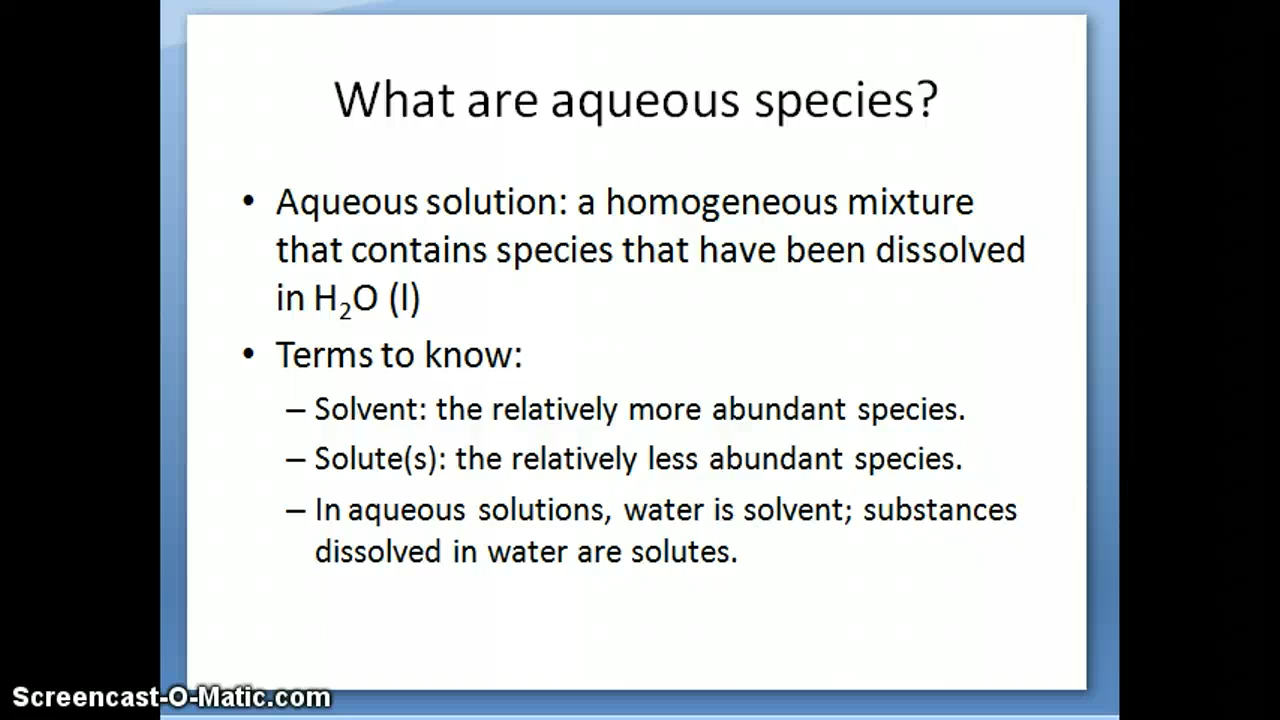 What are aqueous species?
• Aqueous solution: a homogeneous mixture
that contains species that have been dissolved
in H₂O (l)
• Terms to know:
– Solvent: the relatively more abundant species.
– Solute(s): the relatively less abundant species.
– In aqueous solutions, water is solvent; substances
dissolved in water are solutes.
Screencast-O-Matic.com